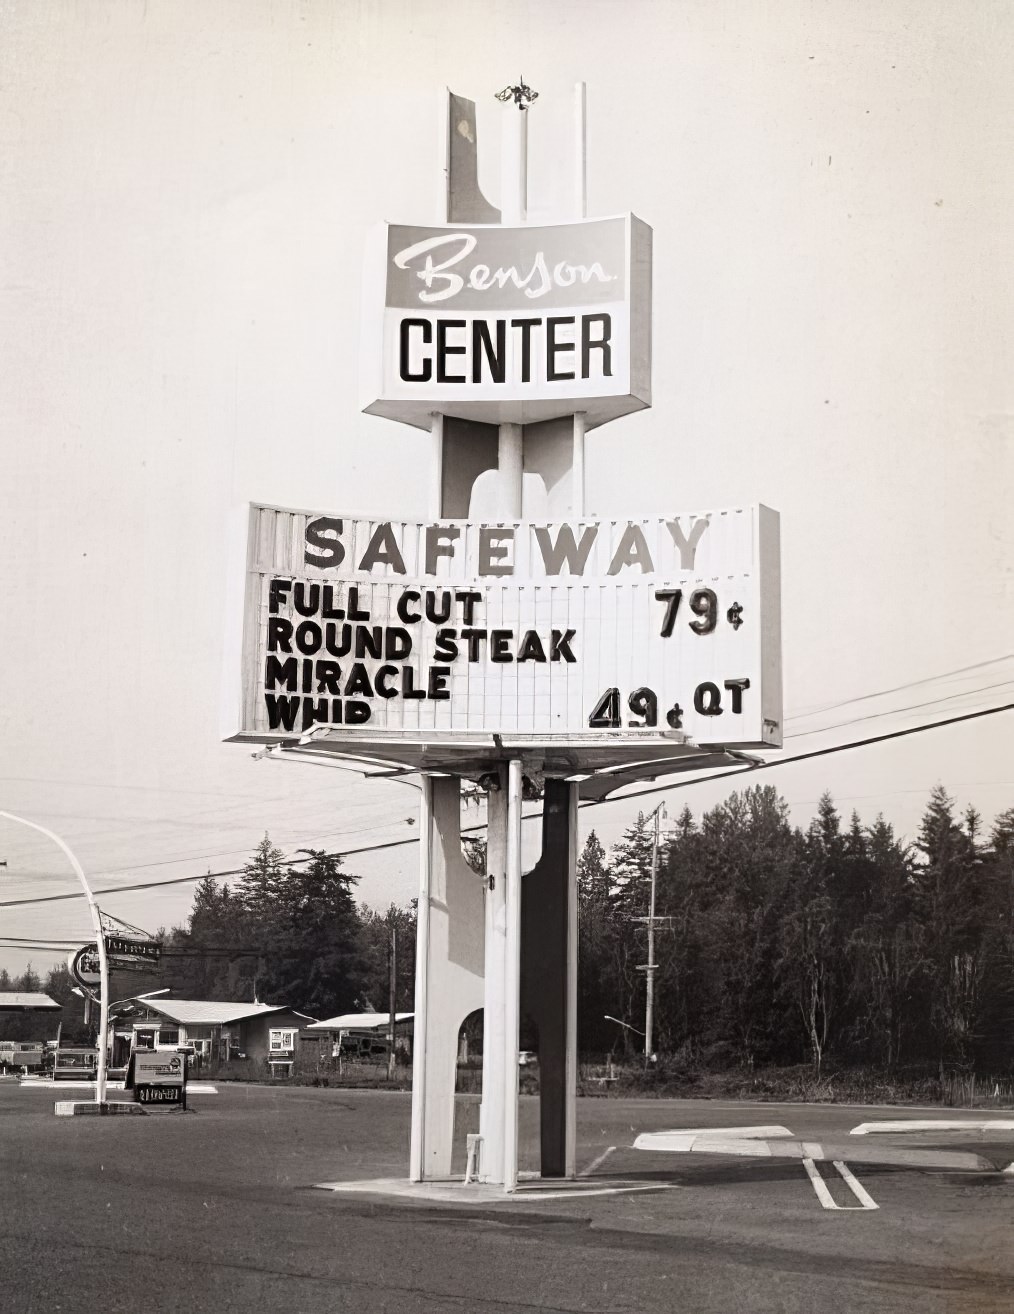 Benson
CENTER
SAFEWAY
FULL CUT 79¢
ROUND STEAK
MIRACLE
WHIP 49¢ QT